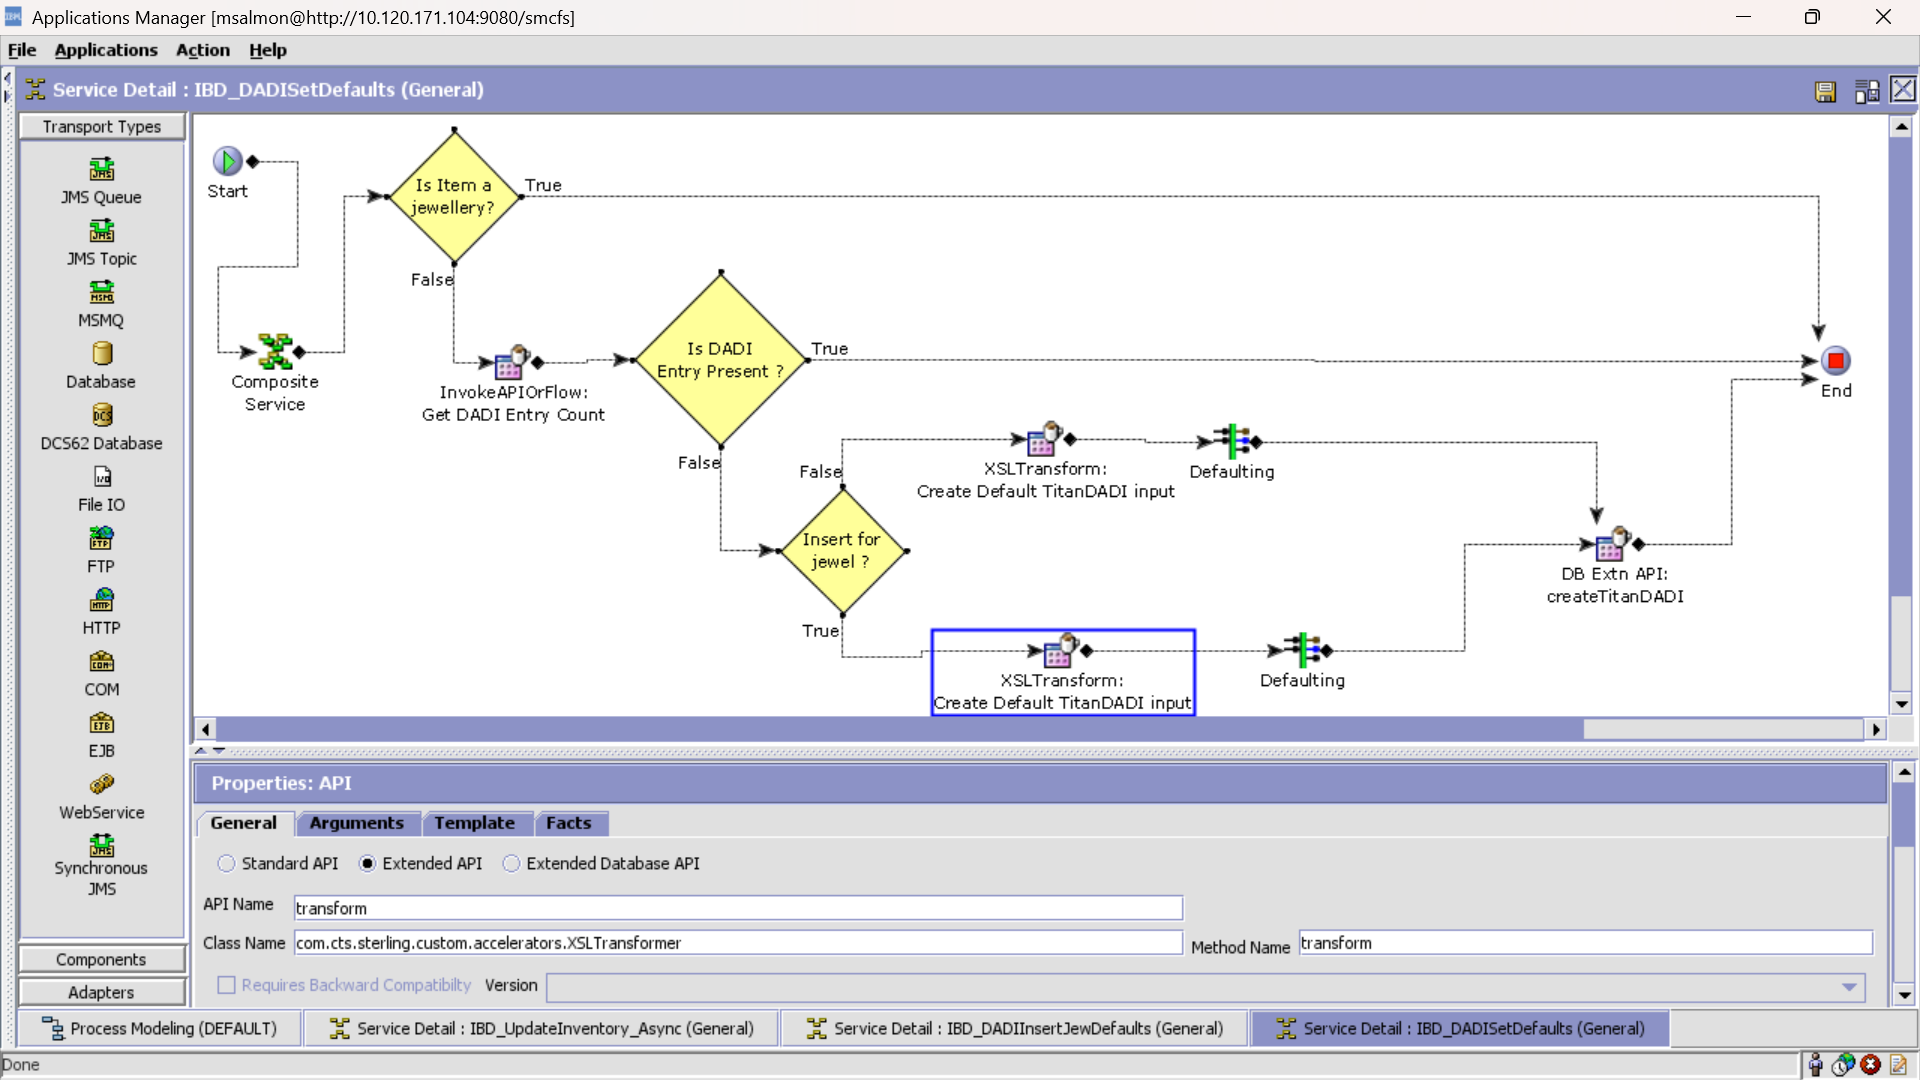 Applications Manager [msalmon@http://10.120.171.104:9080/smcfs]
File Applications Action Help
Service Detail : IBD_DADISetDefaults (General)
Transport Types
JMS Queue
JMS Topic
MSMQ
Database
DCS62 Database
File IO
FTP
HTTP
COM
EJB
WebService
Synchronous
JMS
Components
Adapters
Start
Is Item a
jewellery?
True
False
Composite
Service
InvokeAPIOrFlow:
Get DADI Entry Count
Is DADI
Entry Present ?
True
False
End
False
XSLTransform:
Create Default TitanDADI input
Defaulting
Insert for
jewel ?
True
DB Extn API:
createTitanDADI
XSLTransform:
Create Default TitanDADI input
Defaulting
Properties: API
General Arguments Template Facts
Standard API Extended API Extended Database API
API Name transform
Class Name com.cts.sterling.custom.accelerators.XSLTransformer Method Name transform
Requires Backward Compatibilty Version
Process Modeling (DEFAULT) Service Detail : IBD_UpdateInventory_Async (General) Service Detail : IBD_DADIInsertJewDefaults (General) Service Detail : IBD_DADISetDefaults (General)
Done